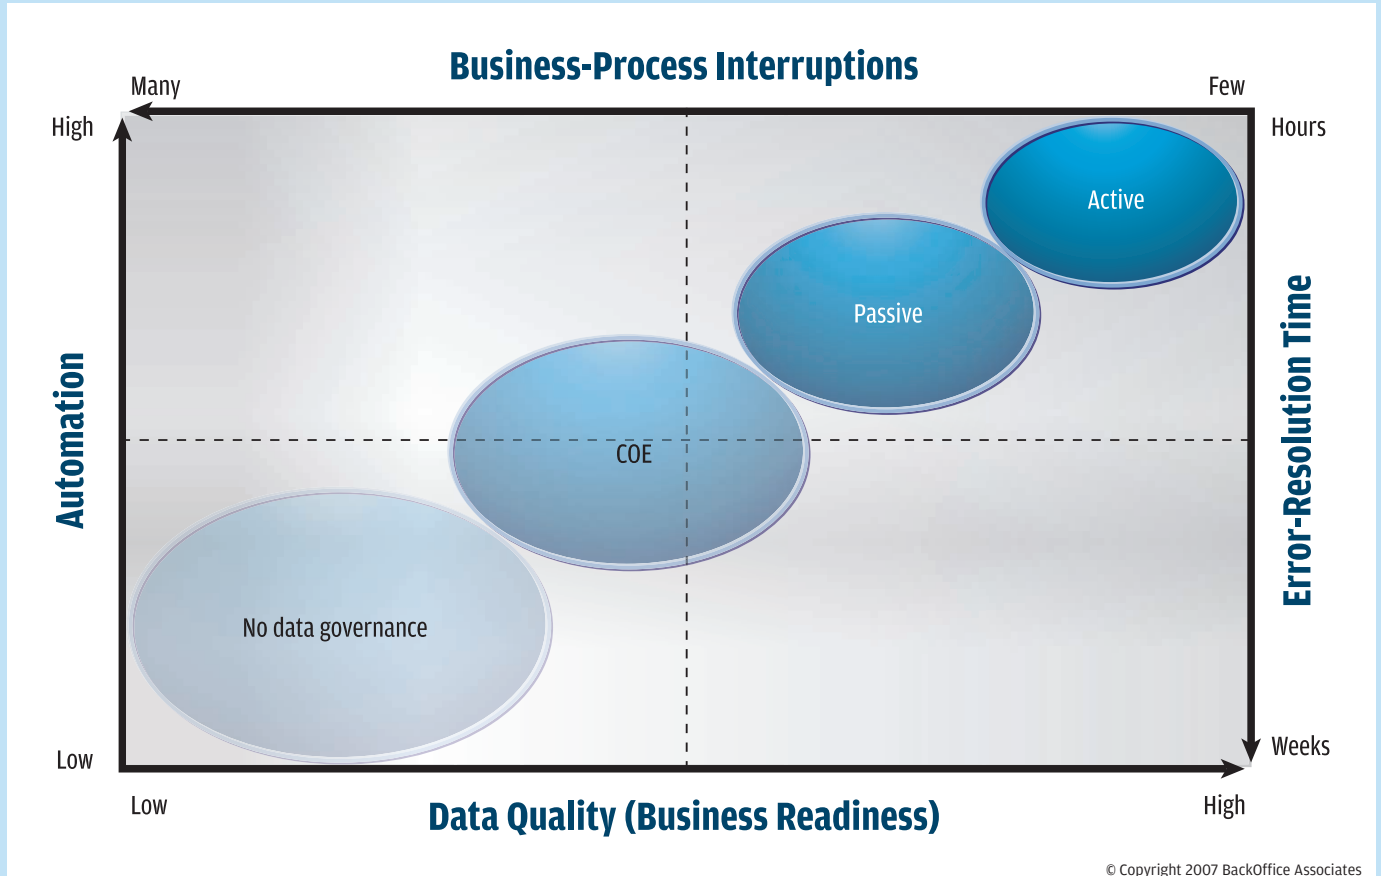 Business-Process Interruptions
Many
Few
High
Hours
Active
Passive
Automation
Error-Resolution Time
COE
No data governance
Low
Weeks
Low
High
Data Quality (Business Readiness)
© Copyright 2007 BackOffice Associates